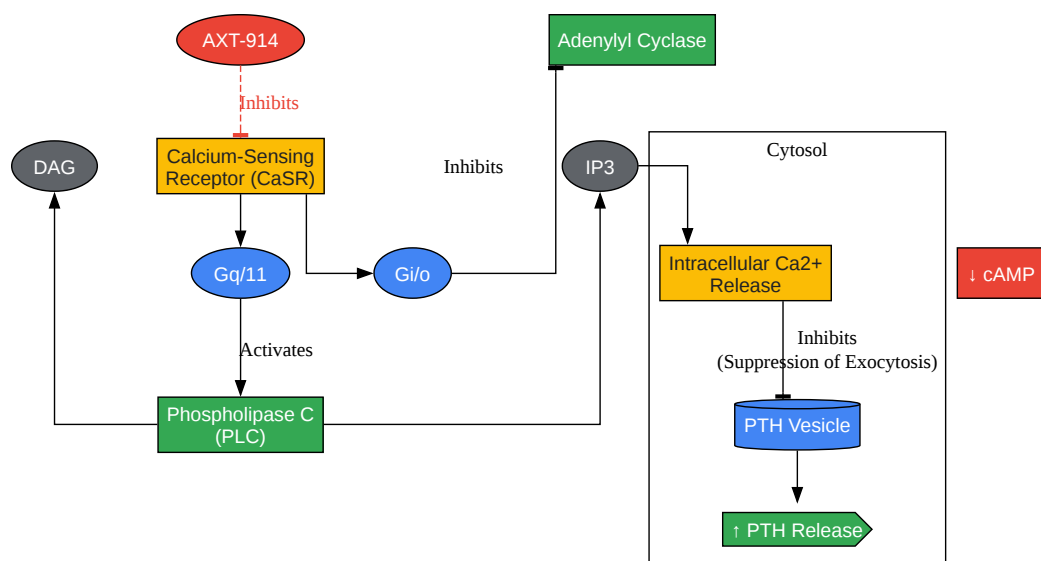 AXT-914
Adenylyl Cyclase
Inhibits
DAG
Calcium-Sensing
Receptor (CaSR)
Inhibits
IP3
Cytosol
Gq/11
Gi/o
Intracellular Ca2+
Release
↓ cAMP
Activates
Inhibits
(Suppression of Exocytosis)
Phospholipase C
(PLC)
PTH Vesicle
↑ PTH Release